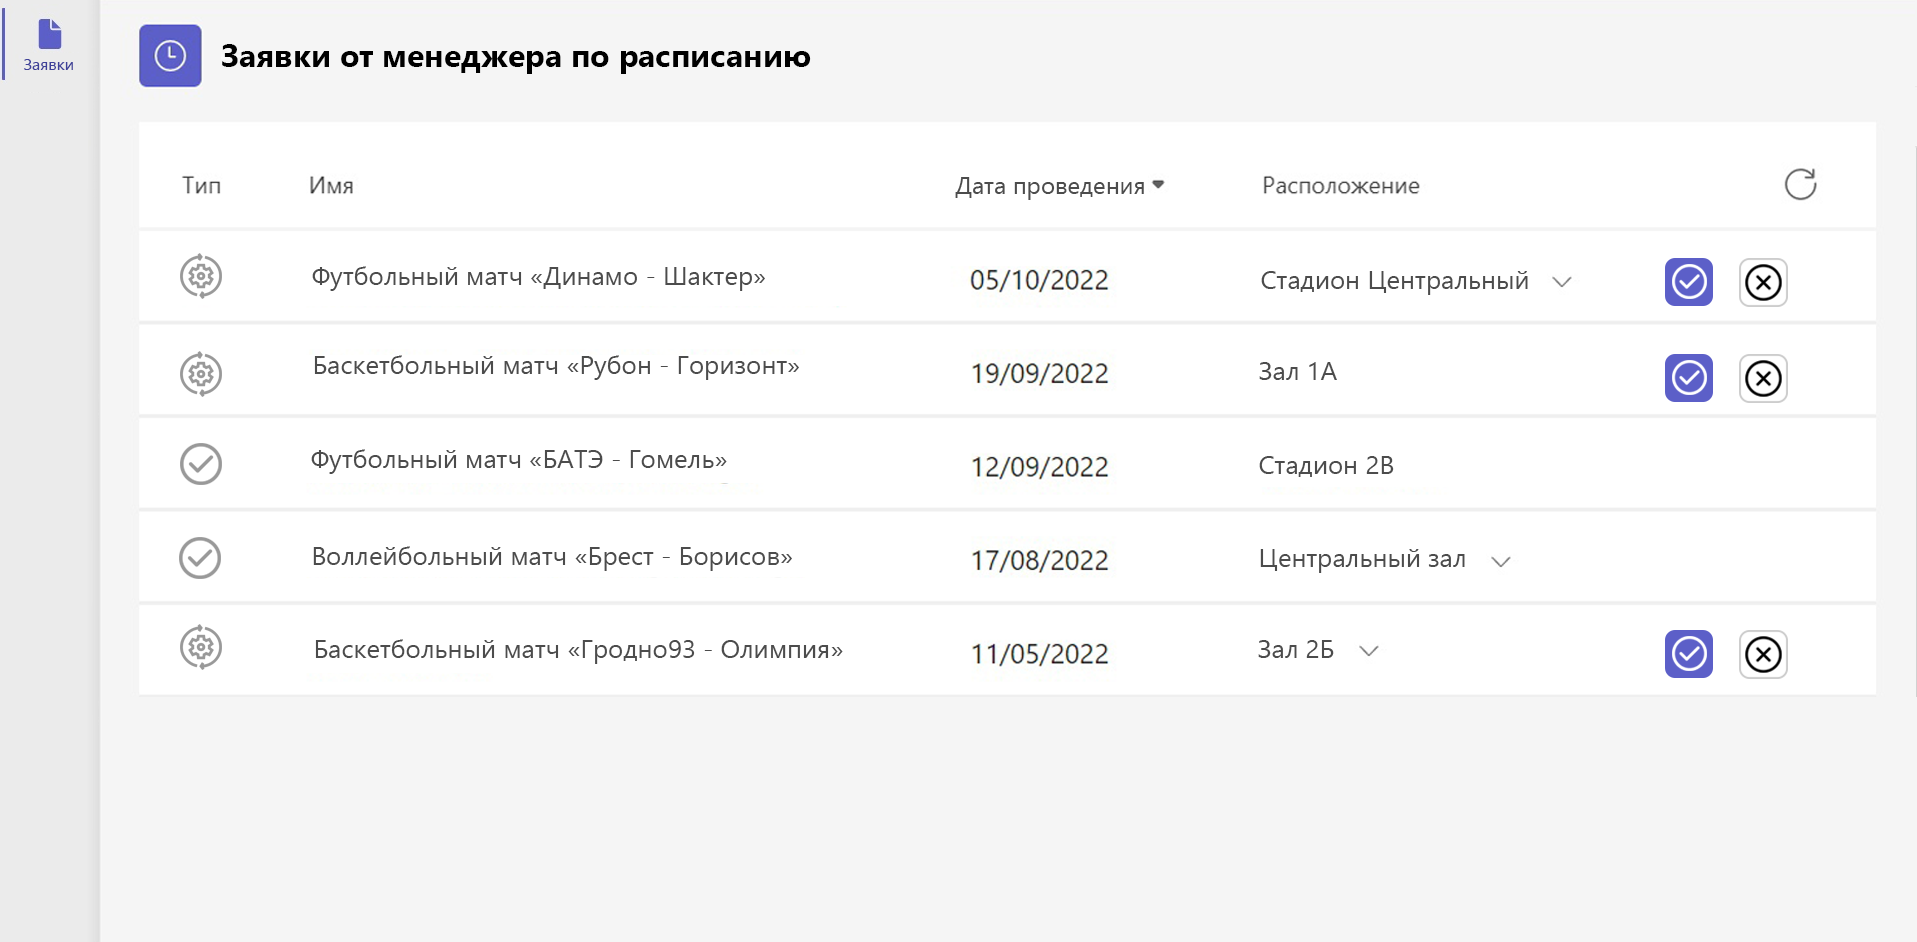 Заявки
Заявки от менеджера по расписанию
Тип Имя Дата проведения Расположение
Футбольный матч «Динамо - Шактер» 05/10/2022 Стадион Центральный
Баскетбольный матч «Рубон - Горизонт» 19/09/2022 Зал 1А
Футбольный матч «БАТЭ - Гомель» 12/09/2022 Стадион 2В
Воллейбольный матч «Брест - Борисов» 17/08/2022 Центральный зал
Баскетбольный матч «Гродно93 - Олимпия» 11/05/2022 Зал 2Б